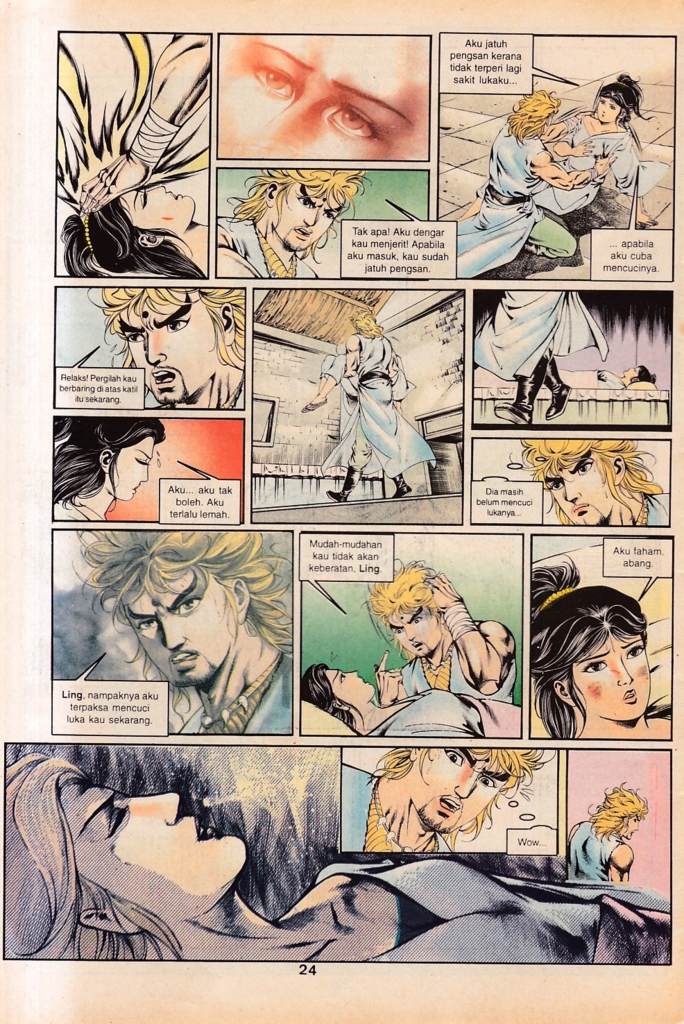 Aku jatuh
pengsan kerana
tidak terperi lagi
sakit lukaku...
Tak apa! Aku dengar
kau menjerit! Apabila
aku masuk, kau sudah
jatuh pengsan.
... apabila
aku cuba
mencucinya.
Relaks! Pergilah kau
berbaring di atas katil
itu sekarang.
Aku... aku tak
boleh. Aku
terlalu lemah.
Dia masih
belum mencuci
lukanya...
Ling, nampaknya aku
terpaksa mencuci
luka kau sekarang.
Mudah-mudahan
kau tidak akan
keberatan, Ling.
Aku faham,
abang.
Wow...
24